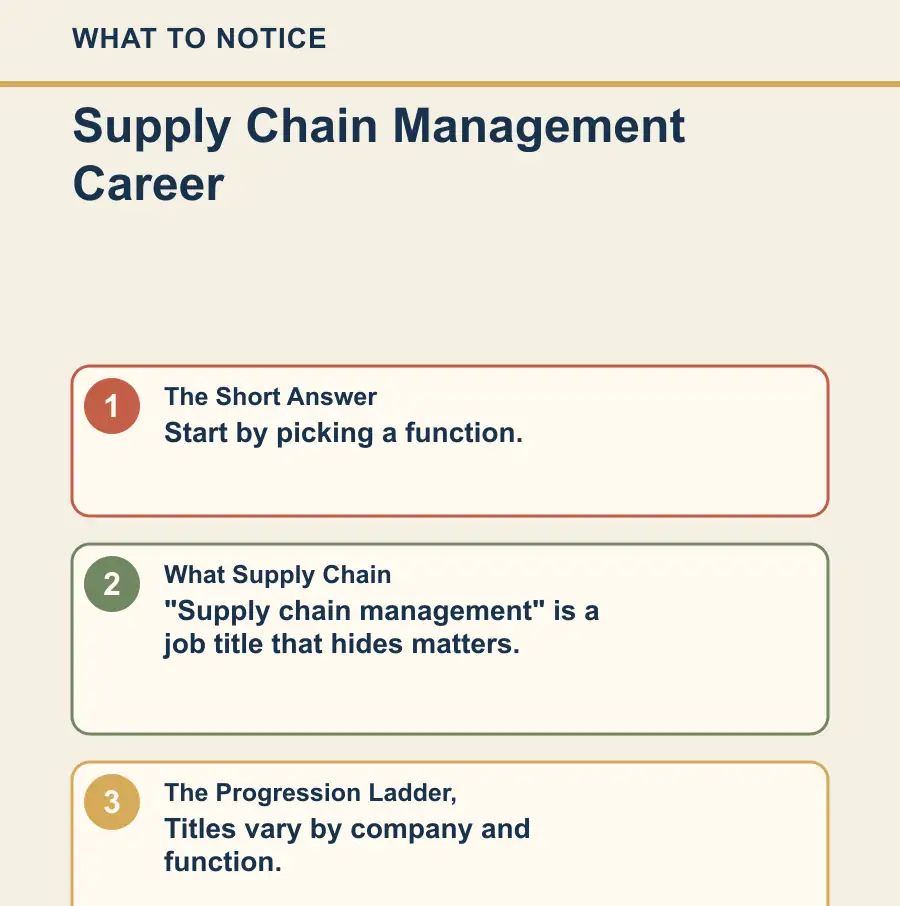 WHAT TO NOTICE
Supply Chain Management
Career
1
The Short Answer
Start by picking a function.
2
What Supply Chain
"Supply chain management" is a
job title that hides matters.
3
The Progression Ladder,
Titles vary by company and
function.